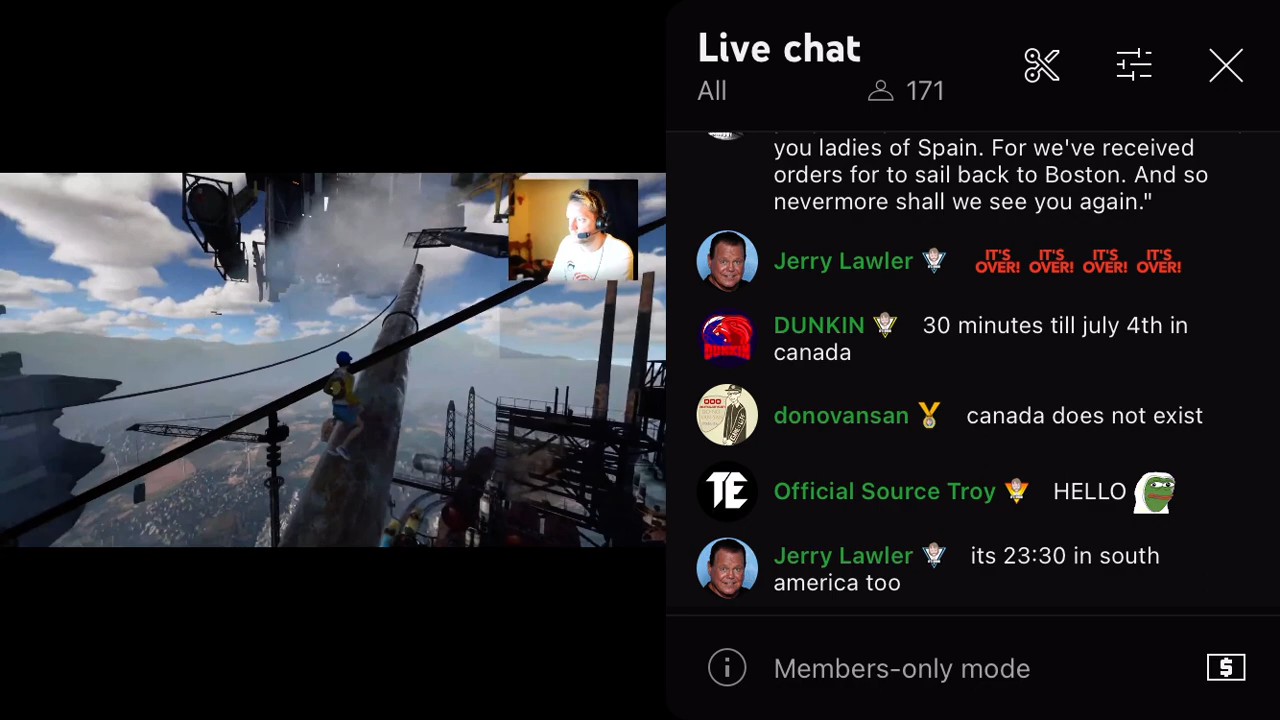 Live chat
All 171
you ladies of Spain. For we've received
orders for to sail back to Boston. And so
nevermore shall we see you again."
Jerry Lawler IT'S OVER! IT'S OVER! IT'S OVER! IT'S OVER!
DUNKIN 30 minutes till july 4th in
canada
DUNKIN
donovansan canada does not exist
TE Official Source Troy HELLO
Jerry Lawler its 23:30 in south
america too
Members-only mode
$